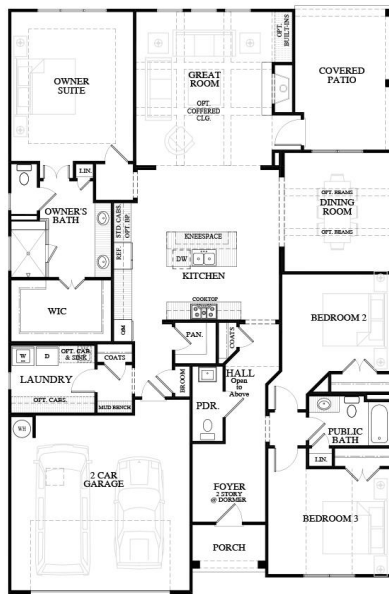 OPT.
BUILT-INS
OWNER
SUITE
GREAT
ROOM
OPT.
COFFERED
CLG.
COVERED
PATIO
LIN.
OWNER'S
BATH
STD. CABS.
OPT. BP.
REF.
KNEESPACE
DW
KITCHEN
OPT. BEAMS
DINING
ROOM
OPT. BEAMS
WIC
COOKTOP
PAN.
COATS
BEDROOM 2
W
D
OPT. CAB.
& SINK
COATS
LAUNDRY
OPT. CABS.
MUD BENCH
BROOM
HALL
Open
to
Above
PDR.
PUBLIC
BATH
LIN.
WH
2 CAR
GARAGE
FOYER
2 STORY
@ DORMER
BEDROOM 3
PORCH